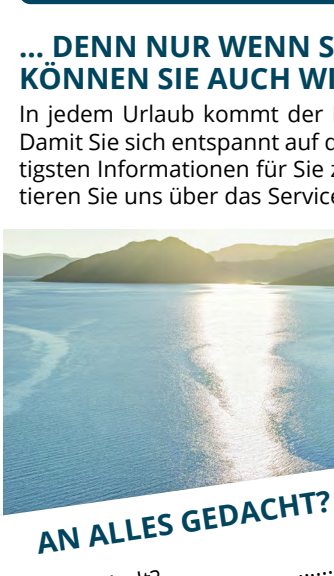 ... DENN NUR WENN S
KÖNNEN SIE AUCH WI
In jedem Urlaub kommt der
Damit Sie sich entspannt auf d
tigsten Informationen für Sie z
tieren Sie uns über das Service
AN ALLES GEDACHT?